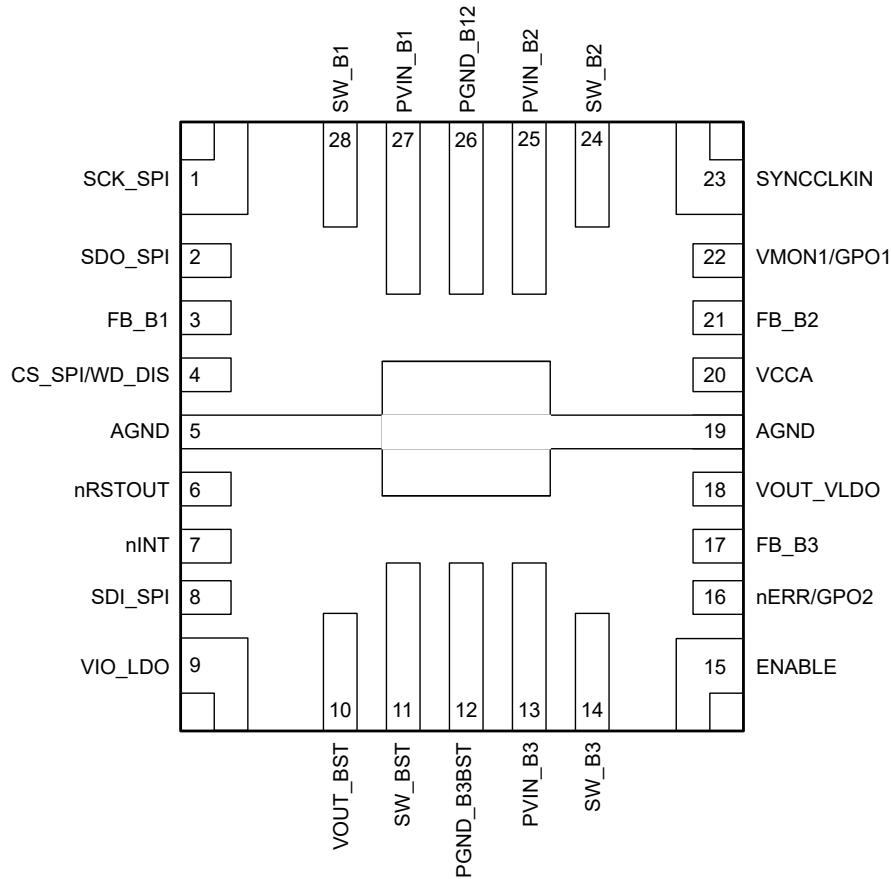 SW_B1
PVIN_B1
PGND_B12
PVIN_B2
SW_B2
28
27
26
25
24
SCK_SPI 1
23 SYNCCLKIN
SDO_SPI 2
22 VMON1/GPO1
FB_B1 3
21 FB_B2
CS_SPI/WD_DIS 4
20 VCCA
AGND 5
19 AGND
nRSTOUT 6
18 VOUT_VLDO
nINT 7
17 FB_B3
SDI_SPI 8
16 nERR/GPO2
VIO_LDO 9
15 ENABLE
10
11
12
13
14
VOUT_BST
SW_BST
PGND_B3BST
PVIN_B3
SW_B3